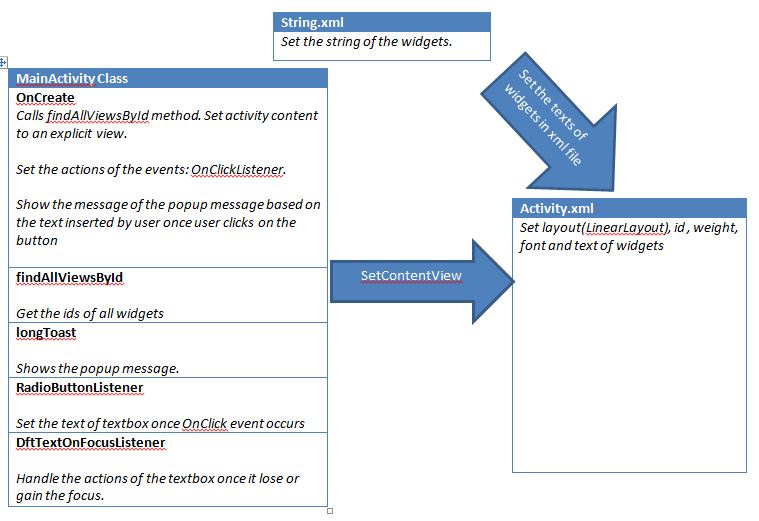 String.xml
Set the string of the widgets.
MainActivity Class
OnCreate
Calls findAllViewsById method. Set activity content
to an explicit view.
Set the actions of the events: OnClickListener.
Show the message of the popup message based on
the text inserted by user once user clicks on the
button
findAllViewsById
Get the ids of all widgets
longToast
Shows the popup message.
RadioButtonListener
Set the text of textbox once OnClick event occurs
DftTextOnFocusListener
Handle the actions of the textbox once it lose or
gain the focus.
SetContentView
Set the texts of
widgets in xml file
Activity.xml
Set layout(LinearLayout), id , weight,
font and text of widgets